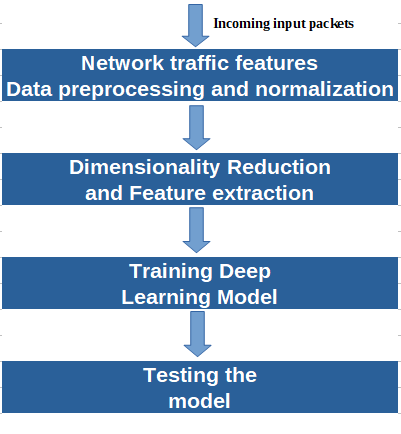 Incoming input packets
Network traffic features
Data preprocessing and normalization
Dimensionality Reduction
and Feature extraction
Training Deep
Learning Model
Testing the
model